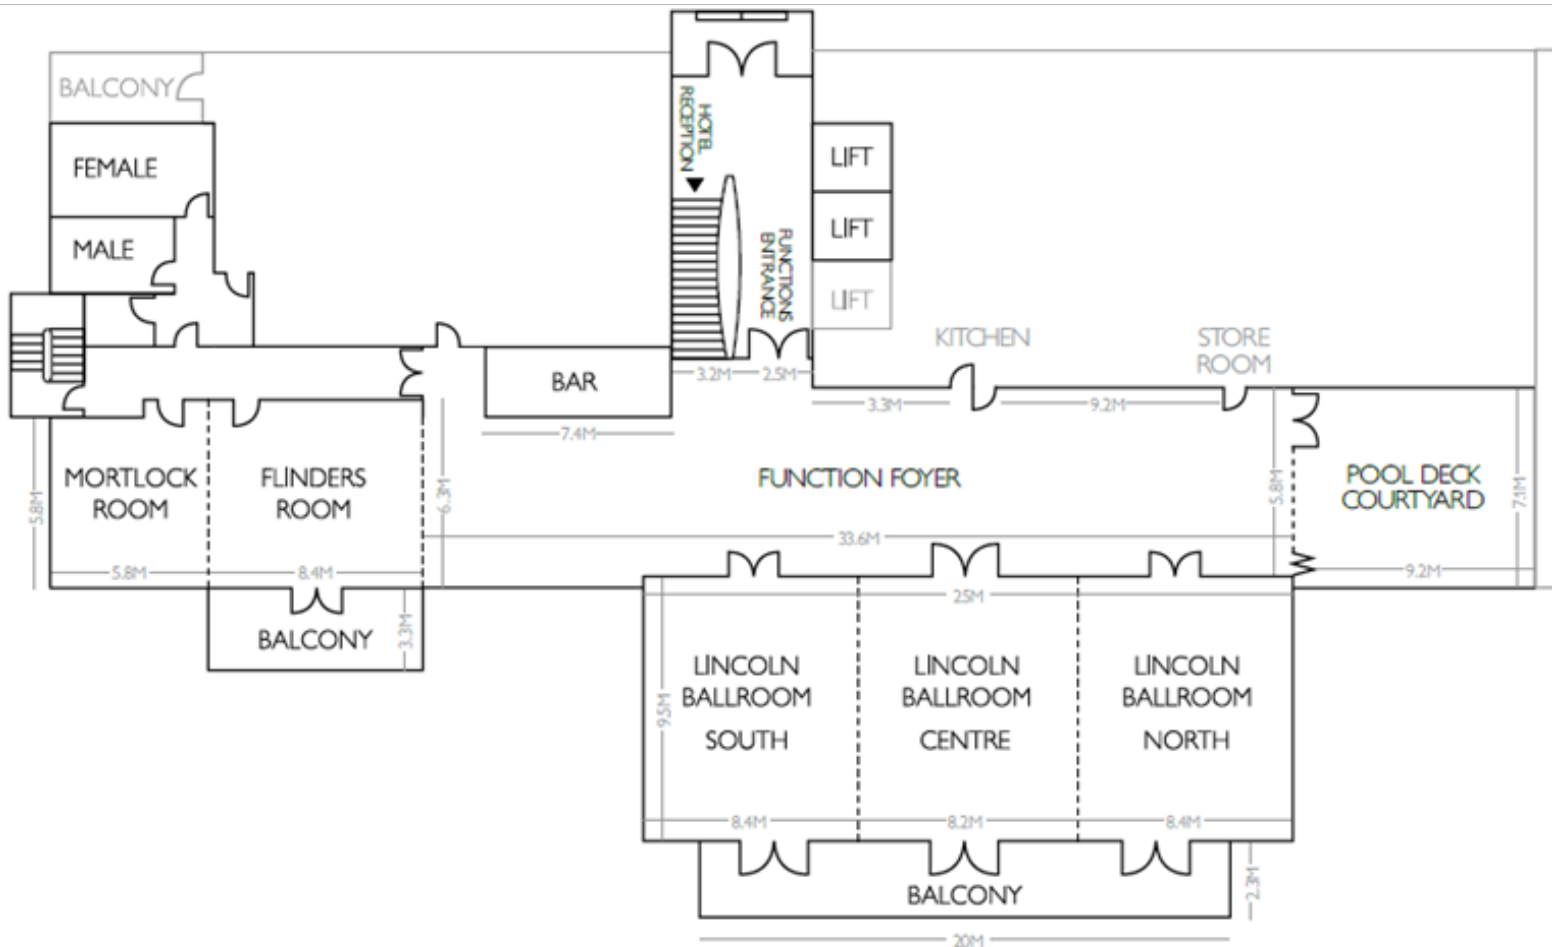 BALCONY
FEMALE
MALE
HOTEL
RECEPTION
FUNCTIONS
ENTRANCE
LIFT
LIFT
LIFT
KITCHEN
STORE
ROOM
BAR
3.2M
2.5M
3.3M
9.2M
7.4M
MORTLOCK
ROOM
FLINDERS
ROOM
FUNCTION FOYER
POOL DECK
COURTYARD
5.8M
6.3M
5.8M
7.1M
33.6M
5.8M
8.4M
9.2M
BALCONY
3.3M
25M
LINCOLN
BALLROOM
SOUTH
LINCOLN
BALLROOM
CENTRE
LINCOLN
BALLROOM
NORTH
9.5M
8.4M
8.2M
8.4M
BALCONY
2.3M
20M